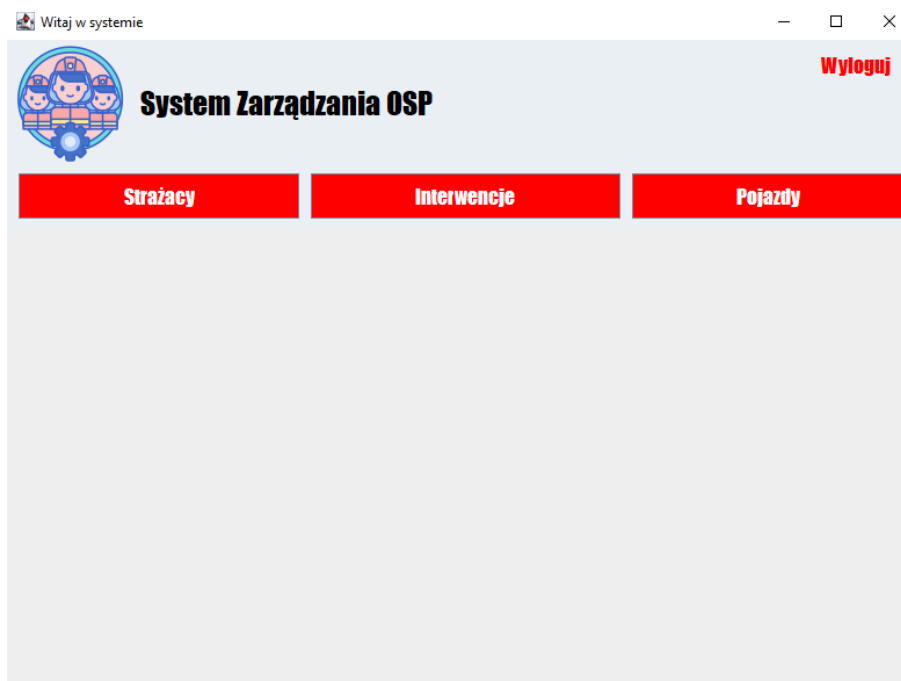 Witaj w systemie
Wyloguj
System Zarządzania OSP
Strażacy Interwencje Pojazdy